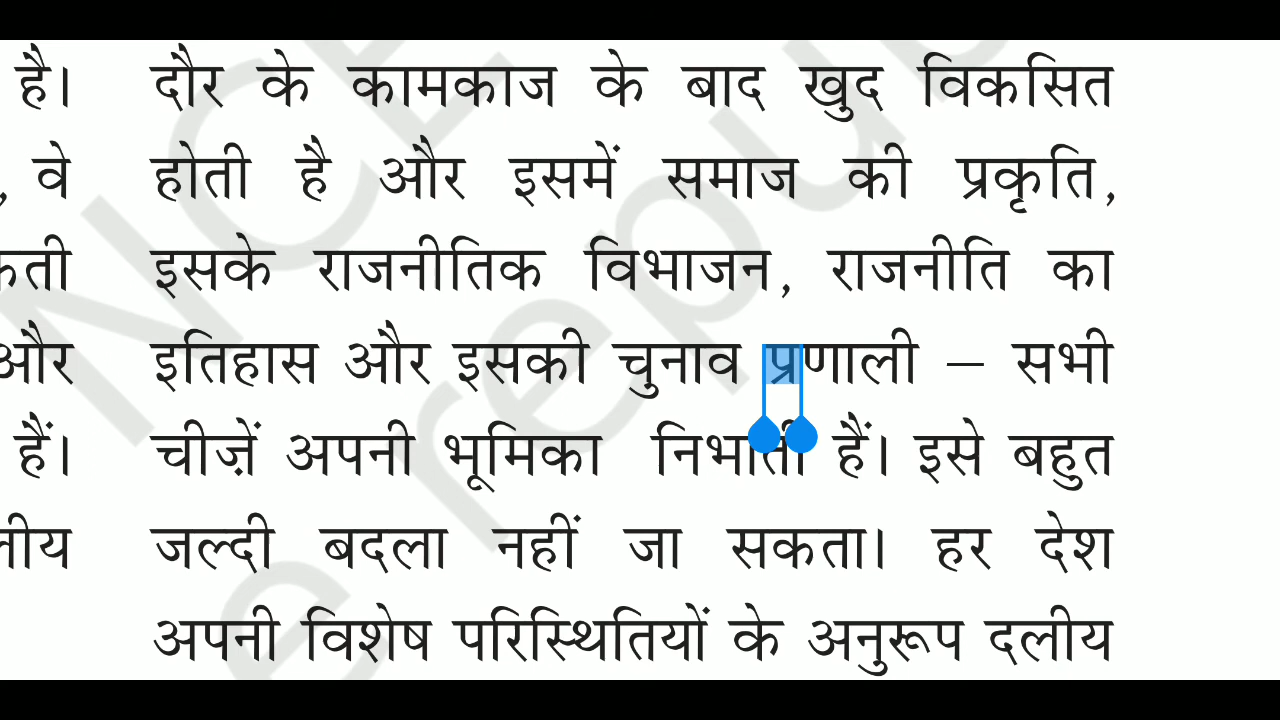 है।
दौर के कामकाज के बाद खुद विकसित
वे
होती है और इसमें समाज की प्रकृति,
इसके राजनीतिक विभाजन, राजनीति का
और
इतिहास और इसकी चुनाव प्रणाली – सभी
हैं।
चीज़ें अपनी भूमिका निभाती हैं। इसे बहुत
जल्दी बदला नहीं जा सकता। हर देश
अपनी विशेष परिस्थितियों के अनुरूप दलीय